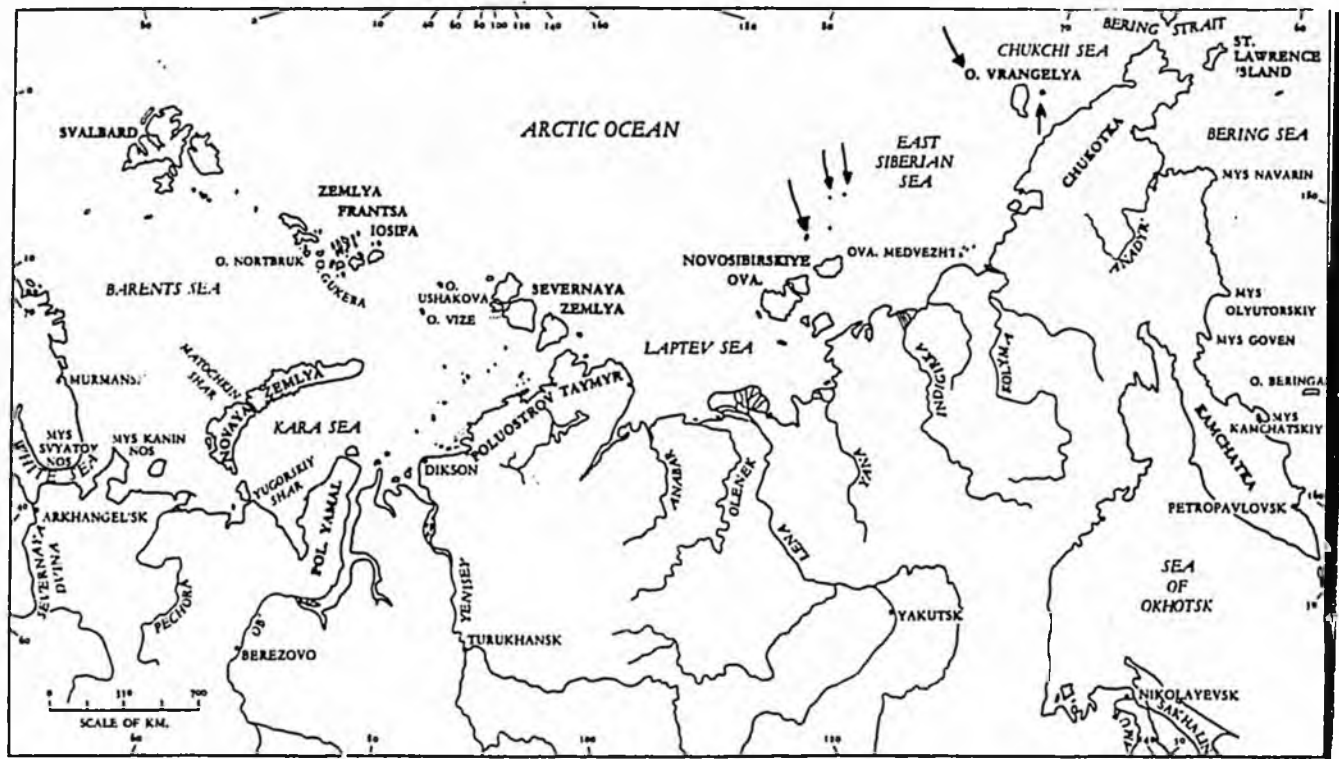 BERING STRAIT
CHUKCHI SEA
ST.
LAWRENCE
ISLAND
O. VRANGELYA
SVALBARD
ARCTIC OCEAN
EAST
SIBERIAN
SEA
CHUKOTKA
BERING SEA
MYS NAVARIN
ANADYR'
ZEMLYA
FRANTSA
IOSIFA
O. NORTBRUK
O. GUKERA
NOVOSIBIRSKIYE
OVA.
OVA. MEDVEZHI
BARENTS SEA
O.
USHAKOVA
O. VIZE
SEVERNAYA
ZEMLYA
MYS
OLYUTORSKIY
LAPTEV SEA
MYS GOVEN
MATOCHKIN
SHAR
MURMANSK
NOVAYA ZEMLYA
POLUOSTROV TAYMYR
INDIGIRKA
KOLYMA
O. BERINGA
KARA SEA
MYS
SVYATOY
NOS
SEA
MYS KANIN
NOS
MYS
KAMCHATSKIY
KAMCHATKA
DIKSON
YUGORSKIY
SHAR
POL. YAMAL
ANABAR
OLENEK
LENA
YANA
ARKHANGEL'SK
PETROPAVLOVSK
SEVERNAYA
DVINA
PECHORA
SEA
OF
OKHOTSK
YENISEY
OB'
BEREZOVO
TURUKHANSK
YAKUTSK
NIKOLAYEVSK
SAKHALIN
AMUR
SCALE OF KM.